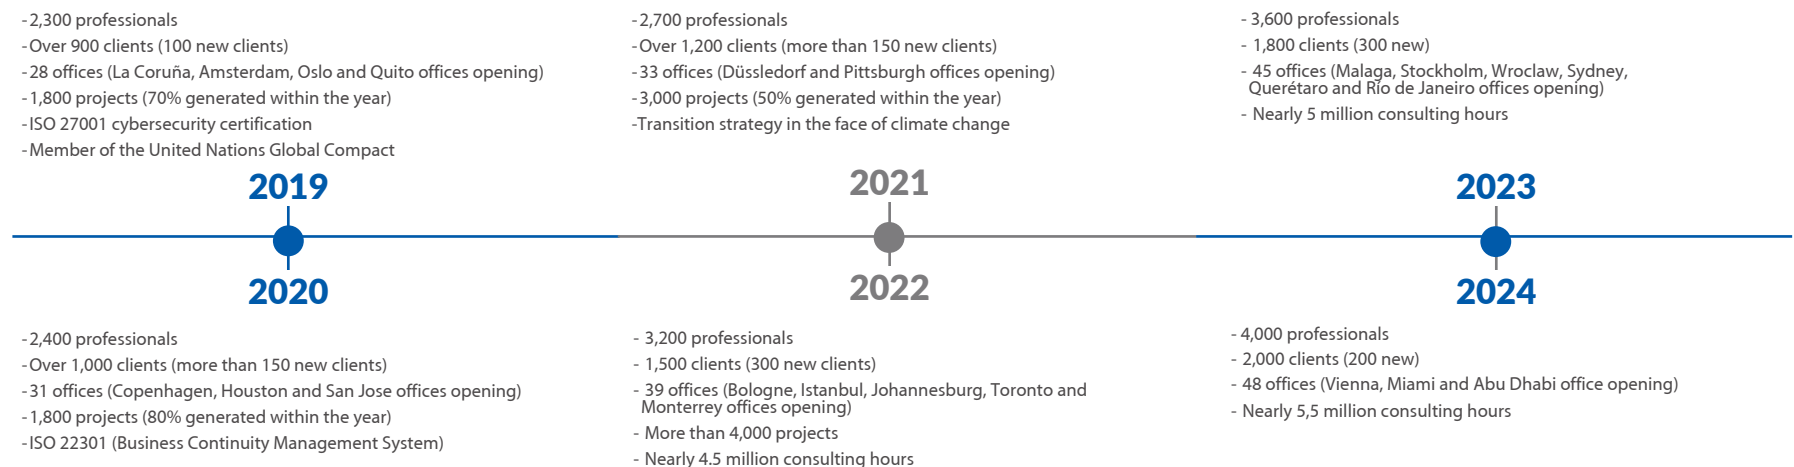 -2,300 professionals
-Over 900 clients (100 new clients)
-28 offices (La Coruña, Amsterdam, Oslo and Quito offices opening)
-1,800 projects (70% generated within the year)
-ISO 27001 cybersecurity certification
-Member of the United Nations Global Compact
2019
2020
-2,400 professionals
-Over 1,000 clients (more than 150 new clients)
-31 offices (Copenhagen, Houston and San Jose offices opening)
-1,800 projects (80% generated within the year)
-ISO 22301 (Business Continuity Management System)
-2,700 professionals
-Over 1,200 clients (more than 150 new clients)
-33 offices (Düssledorf and Pittsburgh offices opening)
-3,000 projects (50% generated within the year)
-Transition strategy in the face of climate change
2021
2022
- 3,200 professionals
- 1,500 clients (300 new clients)
- 39 offices (Bologne, Istanbul, Johannesburg, Toronto and
Monterrey offices opening)
- More than 4,000 projects
- Nearly 4.5 million consulting hours
- 3,600 professionals
- 1,800 clients (300 new)
- 45 offices (Malaga, Stockholm, Wroclaw, Sydney,
Querétaro and Río de Janeiro offices opening)
- Nearly 5 million consulting hours
2023
2024
- 4,000 professionals
- 2,000 clients (200 new)
- 48 offices (Vienna, Miami and Abu Dhabi office opening)
- Nearly 5,5 million consulting hours